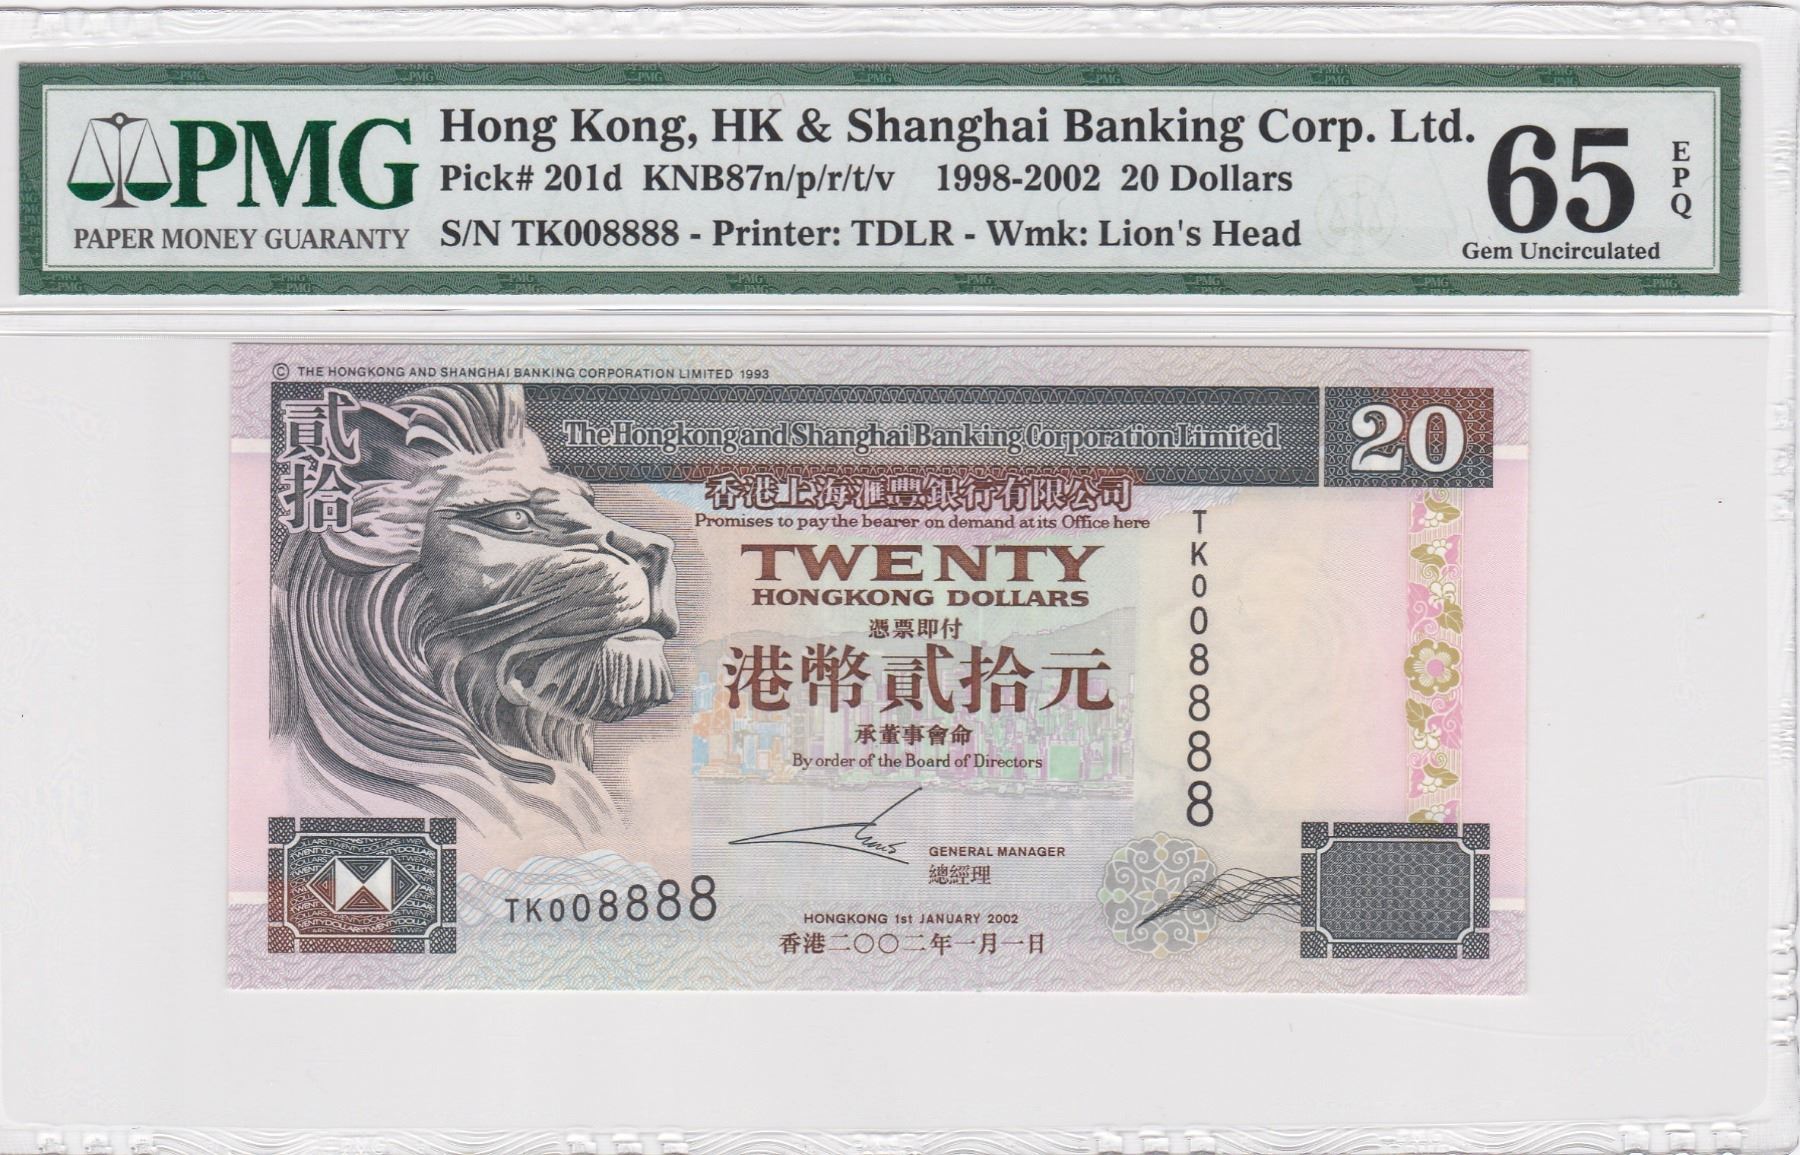 PMG
PAPER MONEY GUARANTY
Hong Kong, HK & Shanghai Banking Corp. Ltd.
Pick# 201d KNB87n/p/r/t/v 1998-2002 20 Dollars
S/N TK008888 - Printer: TDLR - Wmk: Lion's Head
65
EPQ
Gem Uncirculated
© THE HONGKONG AND SHANGHAI BANKING CORPORATION LIMITED 1993
貳拾
The Hongkong and Shanghai Banking Corporation Limited
20
香港上海滙豐銀行有限公司
Promises to pay the bearer on demand at its Office here
TWENTY
HONGKONG DOLLARS
憑票即付
港幣貳拾元
承董事會命
By order of the Board of Directors
TK008888
GENERAL MANAGER
總經理
TK008888
HONGKONG 1st JANUARY 2002
香港二〇〇二年一月一日